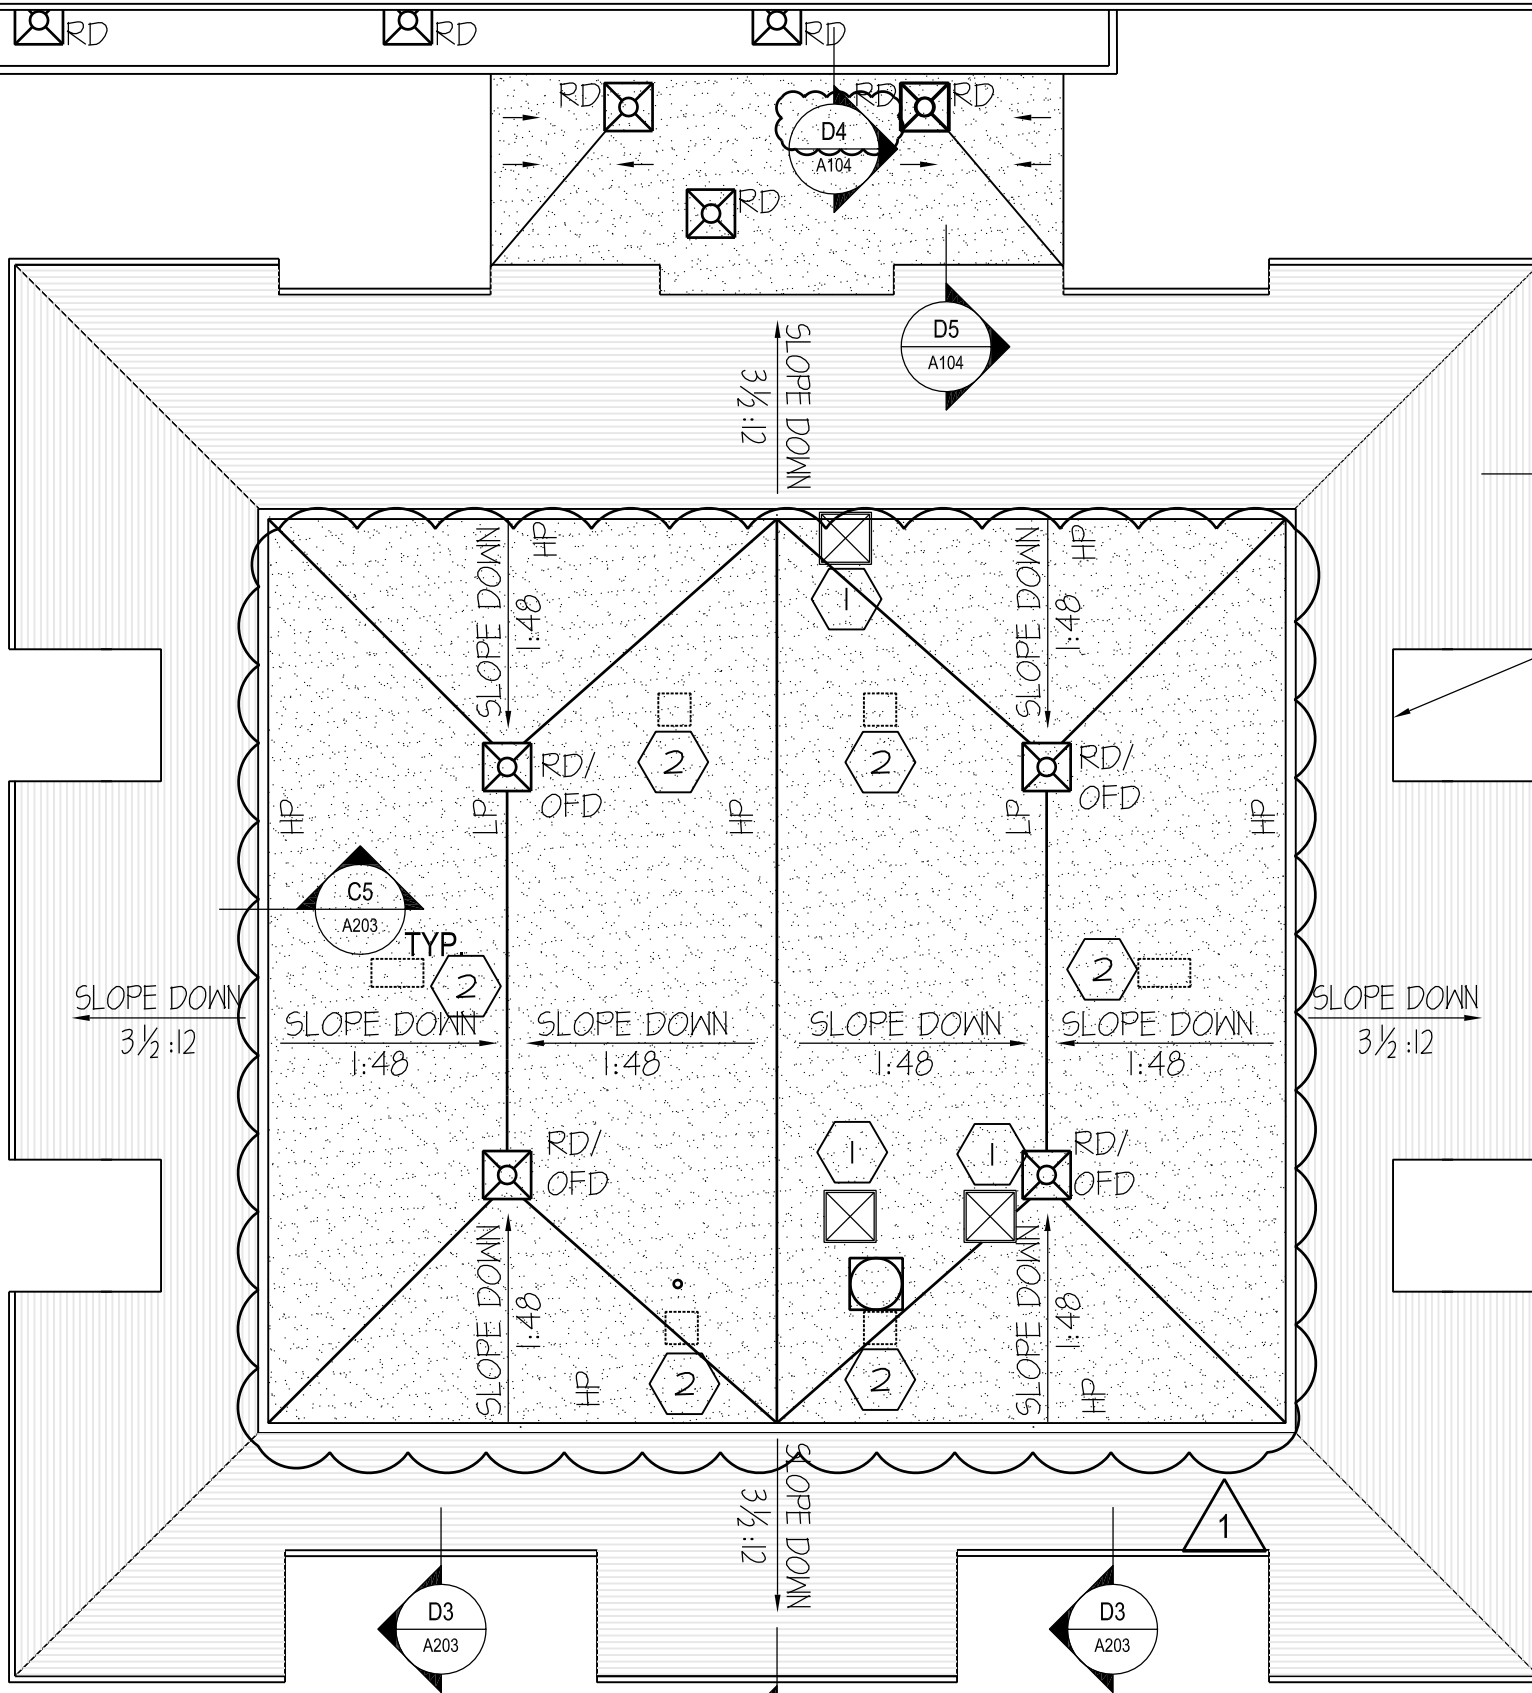 RD
RD
RD
RD
RD
RD
D4
A104
RD
D5
A104
SLOPE DOWN
3½:12
SLOPE DOWN
1:48
HP
SLOPE DOWN
1:48
HP
1
2
2
RD/
OFD
RD/
OFD
HP
LP
HP
LP
HP
C5
A203
TYP.
2
2
SLOPE DOWN
3½:12
SLOPE DOWN
1:48
SLOPE DOWN
1:48
SLOPE DOWN
1:48
SLOPE DOWN
1:48
SLOPE DOWN
3½:12
RD/
OFD
1
1
RD/
OFD
SLOPE DOWN
1:48
HP
2
2
SLOPE DOWN
1:48
HP
SLOPE DOWN
3½:12
1
D3
A203
D3
A203